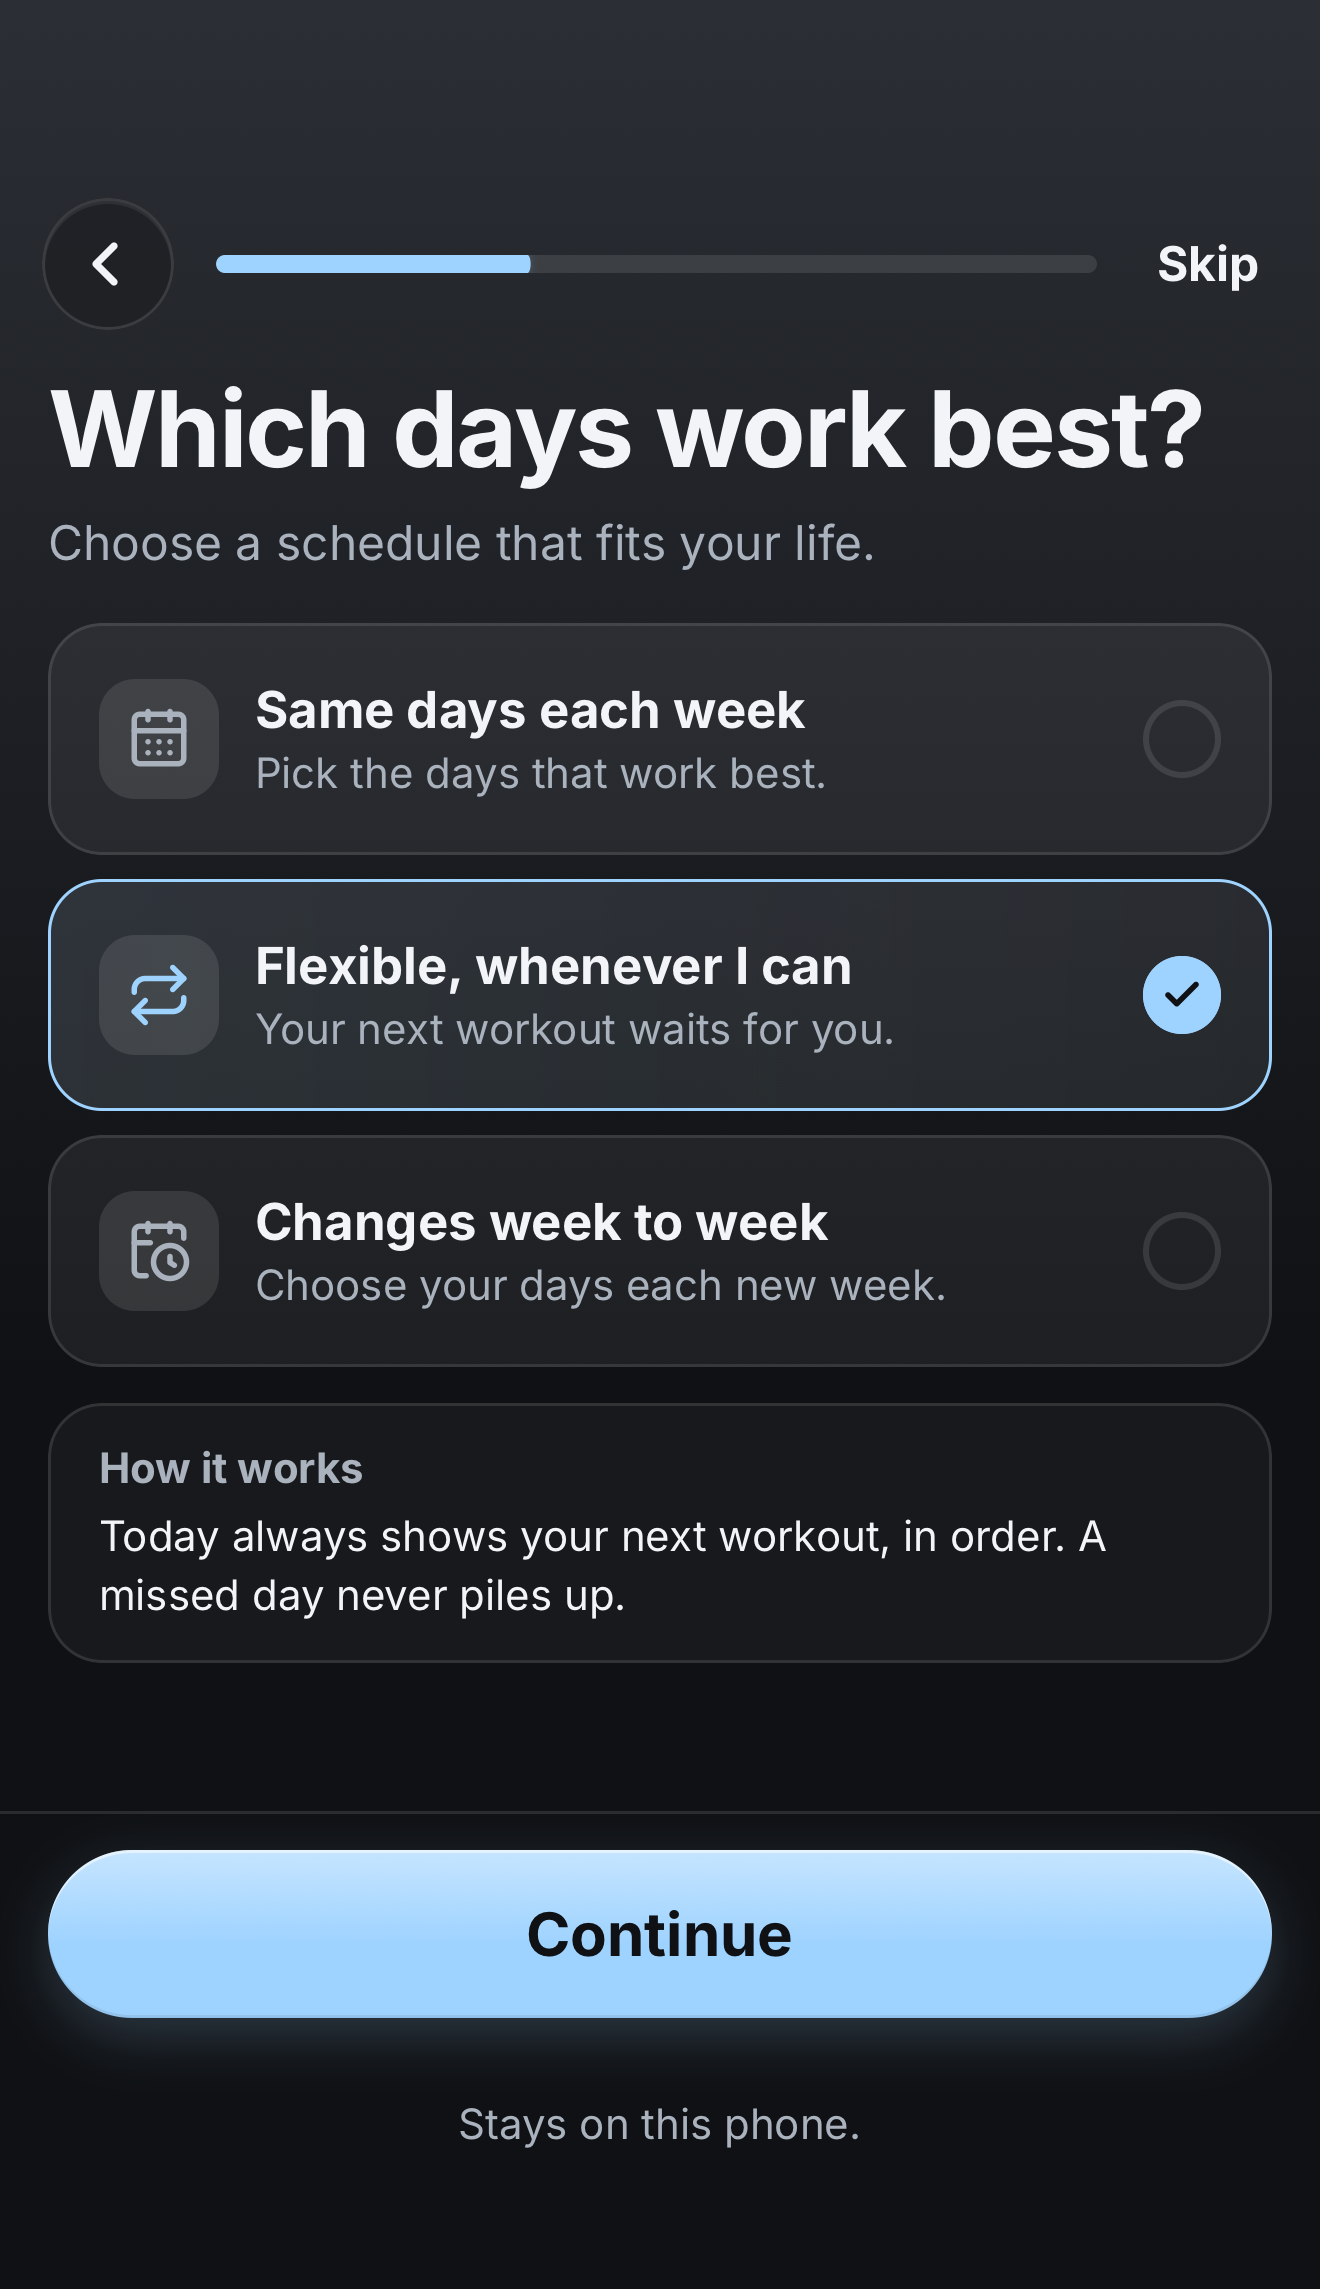 Skip
Which days work best?
Choose a schedule that fits your life.
Same days each week
Pick the days that work best.
Flexible, whenever I can
Your next workout waits for you.
Changes week to week
Choose your days each new week.
How it works
Today always shows your next workout, in order. A
missed day never piles up.
Continue
Stays on this phone.